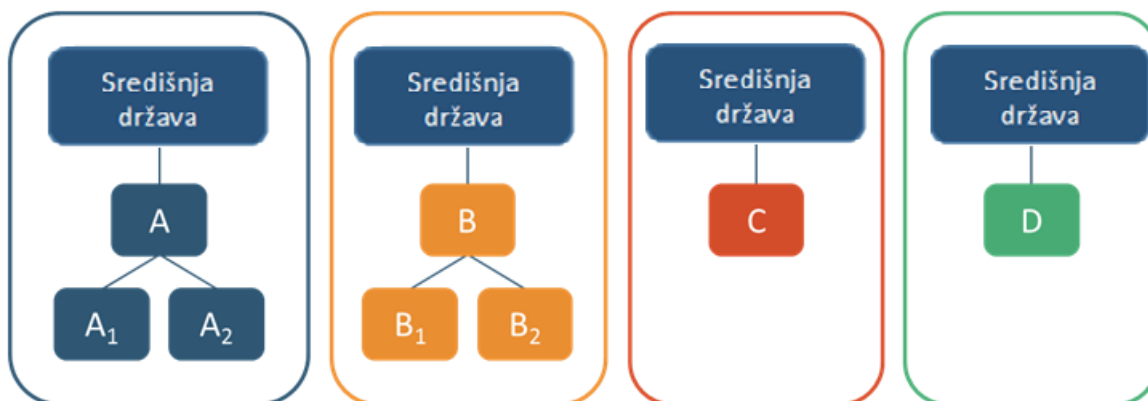 Središnja
država
A
A₁ A₂
Središnja
država
B
B₁ B₂
Središnja
država
C
Središnja
država
D